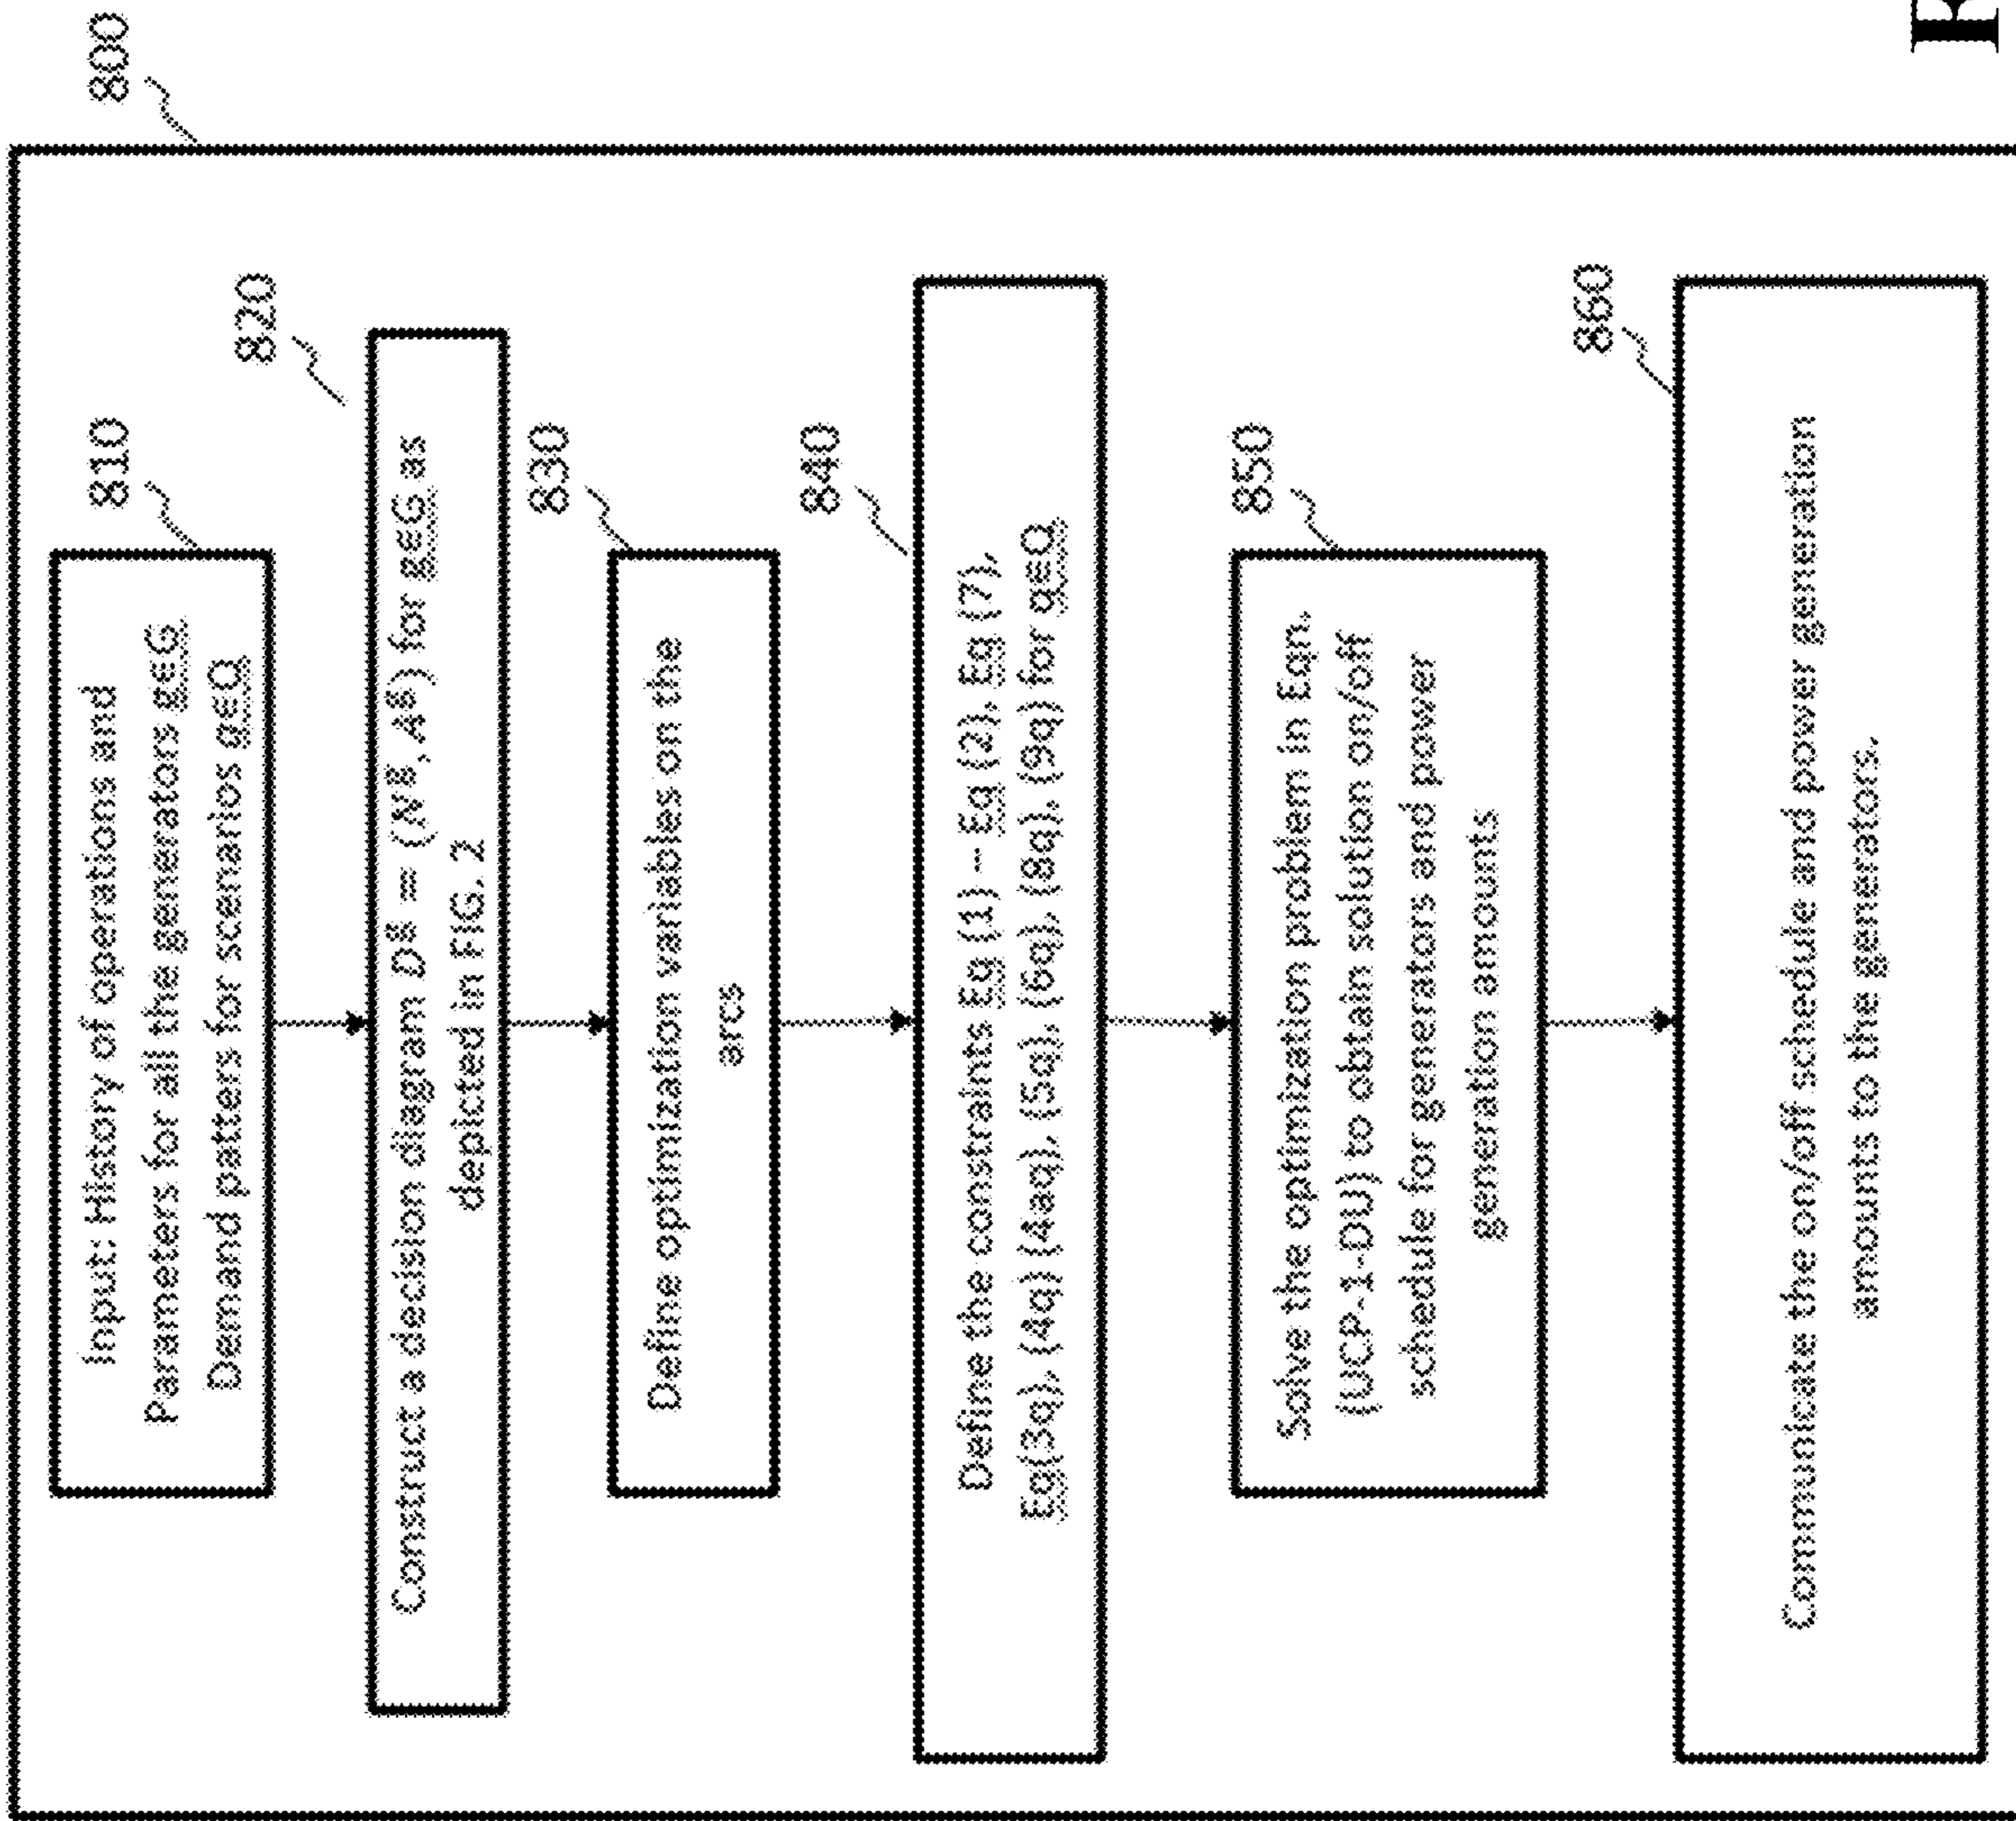 800
810
Input: History of operations and
Parameters for all the generators g∈G
Demand patters for scenarios q∈Q
820
Construct a decision diagram Dᵍ = (Nᵍ, Aᵍ) for g∈G as
depicted in FIG. 2
830
Define optimization variables on the
arcs
840
Define the constraints Eq (1) – Eq (2), Eq (7),
Eq(3q), (4q) (4aq), (5q), (6q), (8q), (9q) for q∈Q
850
Solve the optimization problem in Eqn.
(UCP-1-DU) to obtain solution on/off
schedule for generators and power
generation amounts
860
Communicate the on/off schedule and power generation
amounts to the generators.